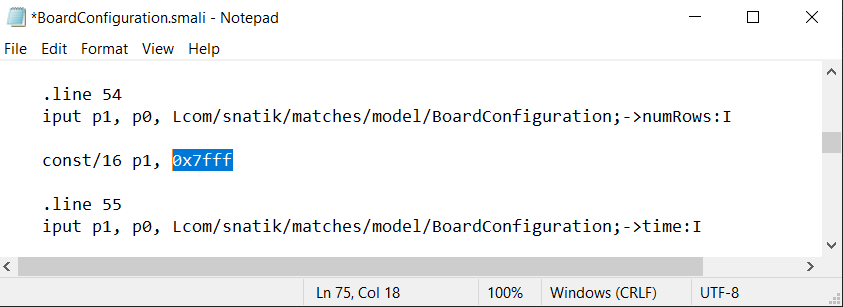 *BoardConfiguration.smali - Notepad
File Edit Format View Help
.line 54
iput p1, p0, Lcom/snatik/matches/model/BoardConfiguration;->numRows:I
const/16 p1, 0x7fff
.line 55
iput p1, p0, Lcom/snatik/matches/model/BoardConfiguration;->time:I
Ln 75, Col 18 100% Windows (CRLF) UTF-8